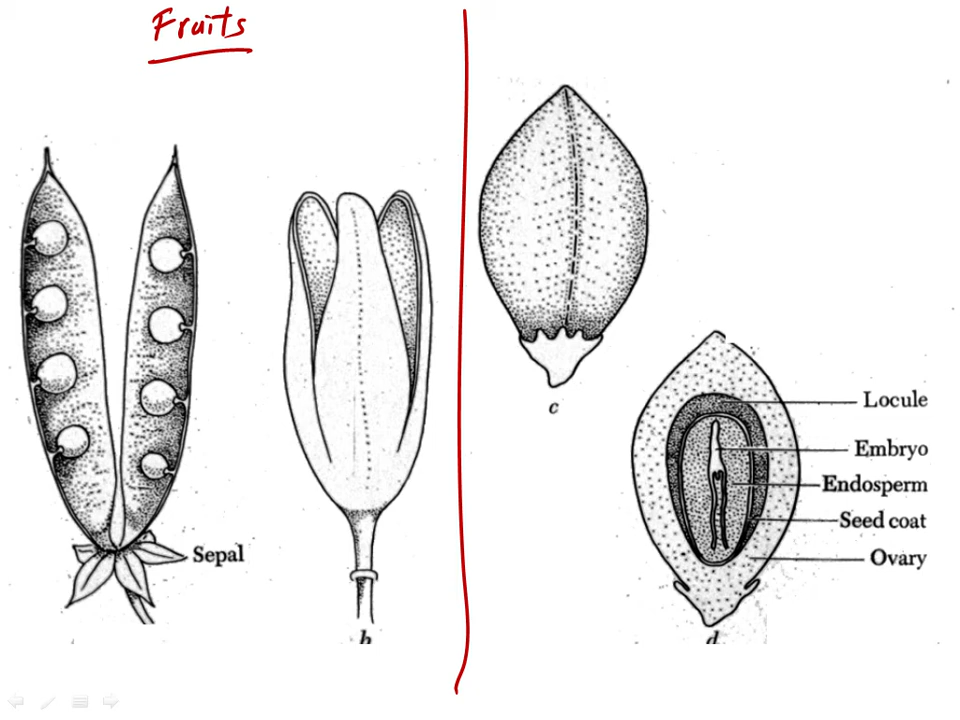 Fruits
Sepal
b
c
Locule
Embryo
Endosperm
Seed coat
Ovary
d